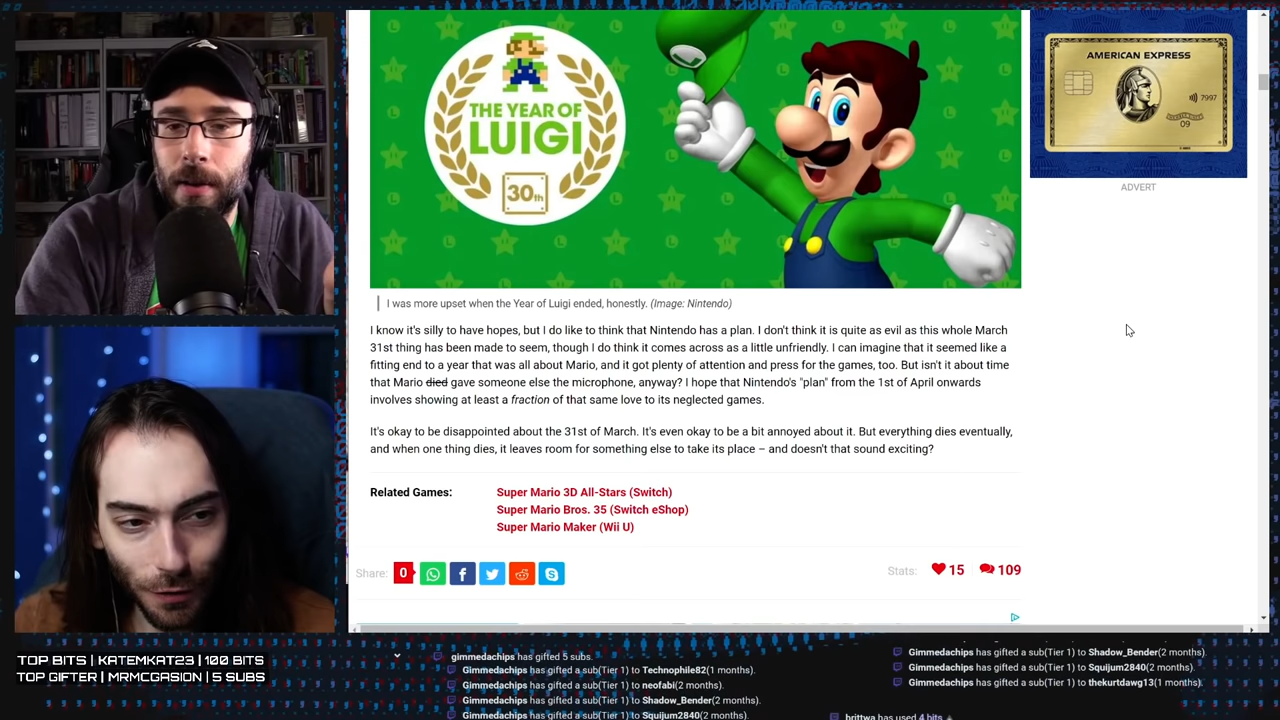 THE YEAR OF
LUIGI
30th
AMERICAN EXPRESS
7997
09
ADVERT
I was more upset when the Year of Luigi ended, honestly. (Image: Nintendo)
I know it's silly to have hopes, but I do like to think that Nintendo has a plan. I don't think it is quite as evil as this whole March
31st thing has been made to seem, though I do think it comes across as a little unfriendly. I can imagine that it seemed like a
fitting end to a year that was all about Mario, and it got plenty of attention and press for the games, too. But isn't it about time
that Mario died gave someone else the microphone, anyway? I hope that Nintendo's "plan" from the 1st of April onwards
involves showing at least a fraction of that same love to its neglected games.
It's okay to be disappointed about the 31st of March. It's even okay to be a bit annoyed about it. But everything dies eventually,
and when one thing dies, it leaves room for something else to take its place – and doesn't that sound exciting?
Related Games:
Super Mario 3D All-Stars (Switch)
Super Mario Bros. 35 (Switch eShop)
Super Mario Maker (Wii U)
Share: 0
Stats: 15 109
TOP BITS | KATEMKAT23 | 100 BITS
TOP GIFTER | MRMCGASION | 5 SUBS
gimmedachips has gifted 5 subs.
Gimmedachips has gifted a sub(Tier 1) to Technophile82(1 months).
Gimmedachips has gifted a sub(Tier 1) to neofabi(2 months).
Gimmedachips has gifted a sub(Tier 1) to Shadow_Bender(2 months).
Gimmedachips has gifted a sub(Tier 1) to Squijum2840(2 months).
Gimmedachips has gifted a sub(Tier 1) to Shadow_Bender(2 months).
Gimmedachips has gifted a sub(Tier 1) to Squijum2840(2 months).
Gimmedachips has gifted a sub(Tier 1) to thekurtdawg13(1 months).
brittwa has used 4 bits